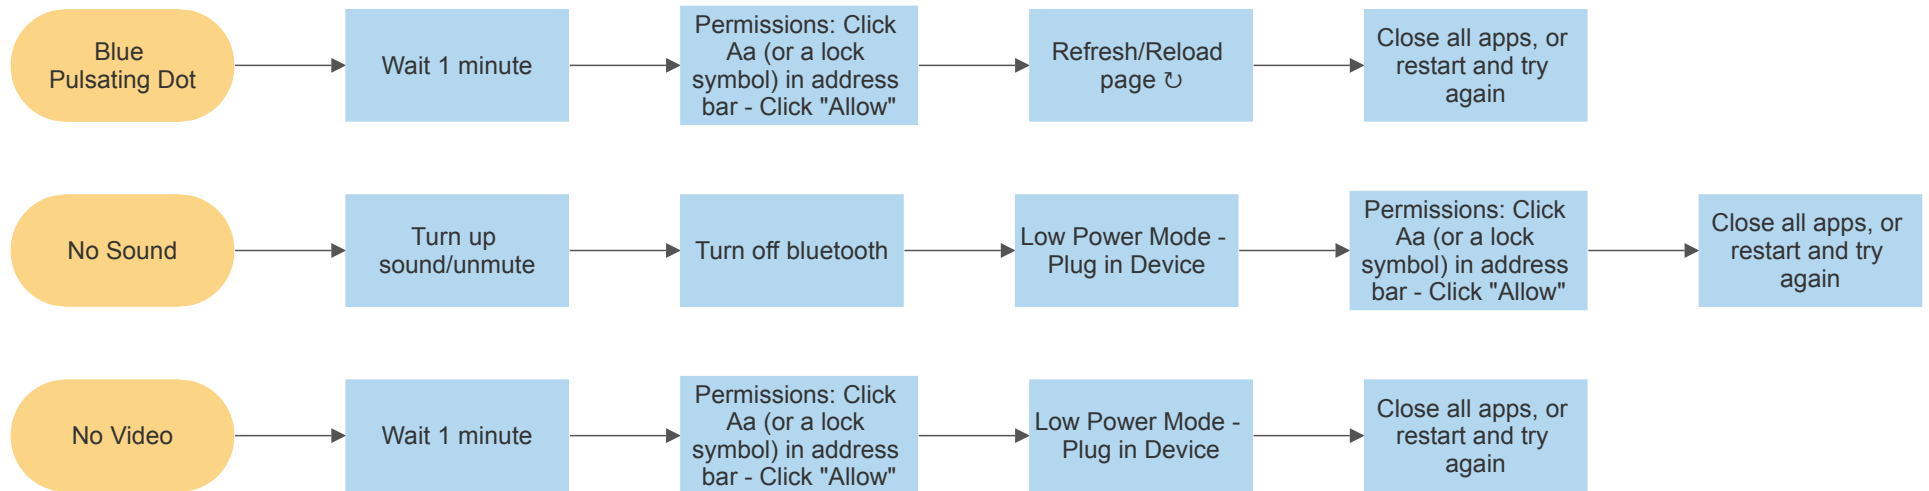 Blue
Pulsating Dot
Wait 1 minute
Permissions: Click
Aa (or a lock
symbol) in address
bar - Click "Allow"
Refresh/Reload
page ↻
Close all apps, or
restart and try
again
No Sound
Turn up
sound/unmute
Turn off bluetooth
Low Power Mode -
Plug in Device
Permissions: Click
Aa (or a lock
symbol) in address
bar - Click "Allow"
Close all apps, or
restart and try
again
No Video
Wait 1 minute
Permissions: Click
Aa (or a lock
symbol) in address
bar - Click "Allow"
Low Power Mode -
Plug in Device
Close all apps, or
restart and try
again